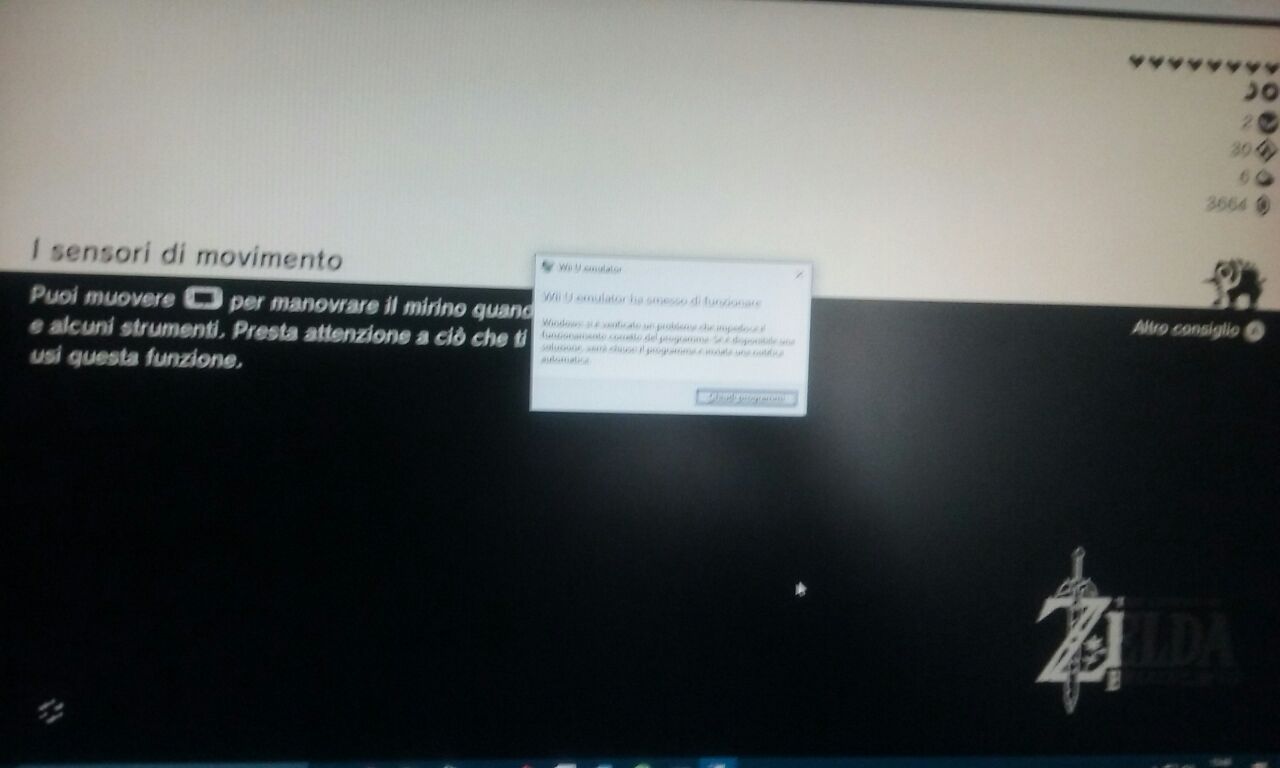 2
30
6
3664
I sensori di movimento
Puoi muovere per manovrare il mirino quand
e alcuni strumenti. Presta attenzione a ciò che ti
usi questa funzione.
Altro consiglio A
Wii U emulator
Wii U emulator ha smesso di funzionare
Windows: si è verificato un problema che impedisce il
funzionamento corretto del programma. Se è disponibile una
soluzione, verrà chiuso il programma e inviata una notifica
automatica.
Chiudi programma
ZELDA